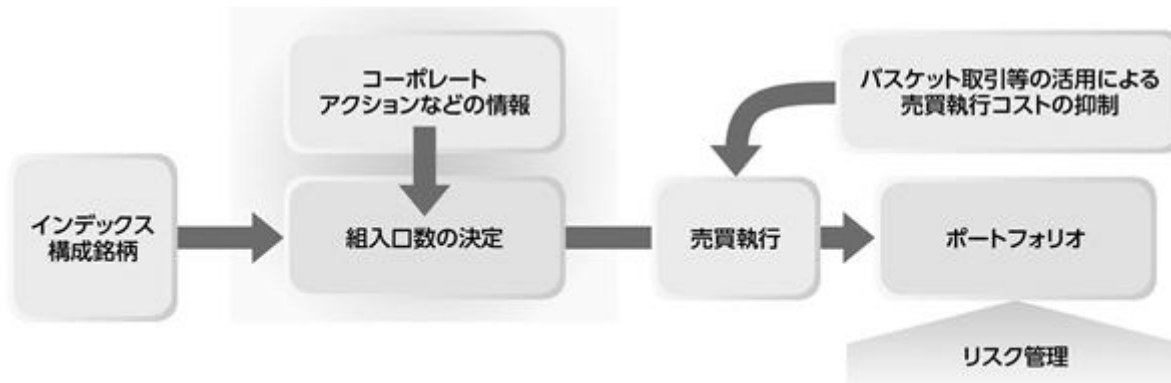 コーポレート
アクションなどの情報
バスケット取引等の活用による
売買執行コストの抑制
インデックス
構成銘柄
組入口数の決定
売買執行
ポートフォリオ
リスク管理